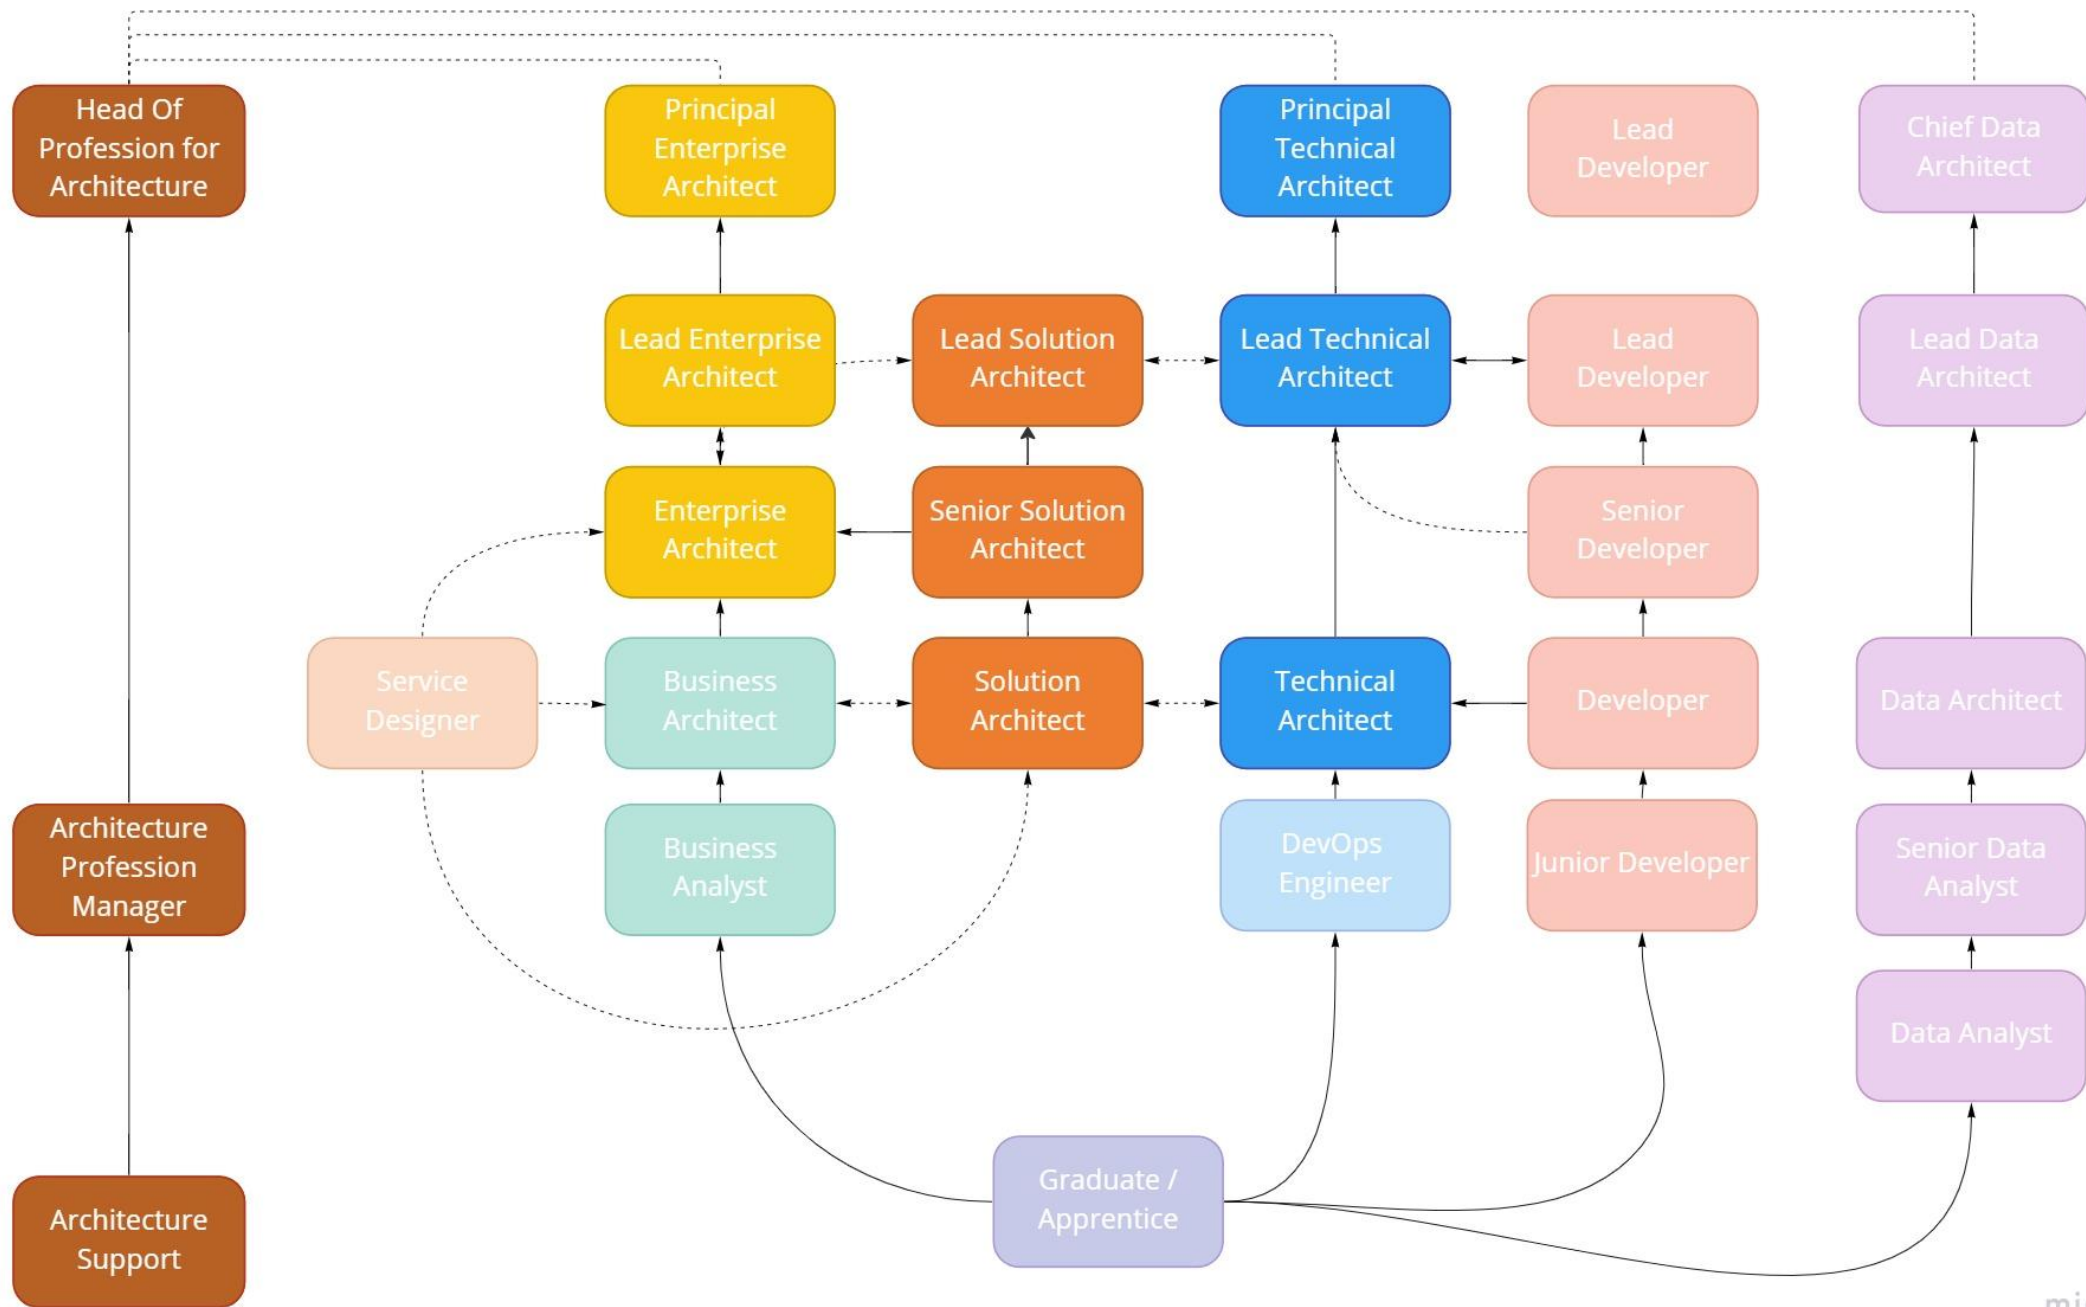 Head Of
Profession for
Architecture
Principal
Enterprise
Architect
Principal
Technical
Architect
Lead
Developer
Chief Data
Architect
Lead Enterprise
Architect
Lead Solution
Architect
Lead Technical
Architect
Lead
Developer
Lead Data
Architect
Enterprise
Architect
Senior Solution
Architect
Senior
Developer
Service
Designer
Business
Architect
Solution
Architect
Technical
Architect
Developer
Data Architect
Architecture
Profession
Manager
Business
Analyst
DevOps
Engineer
Junior Developer
Senior Data
Analyst
Data Analyst
Graduate /
Apprentice
Architecture
Support